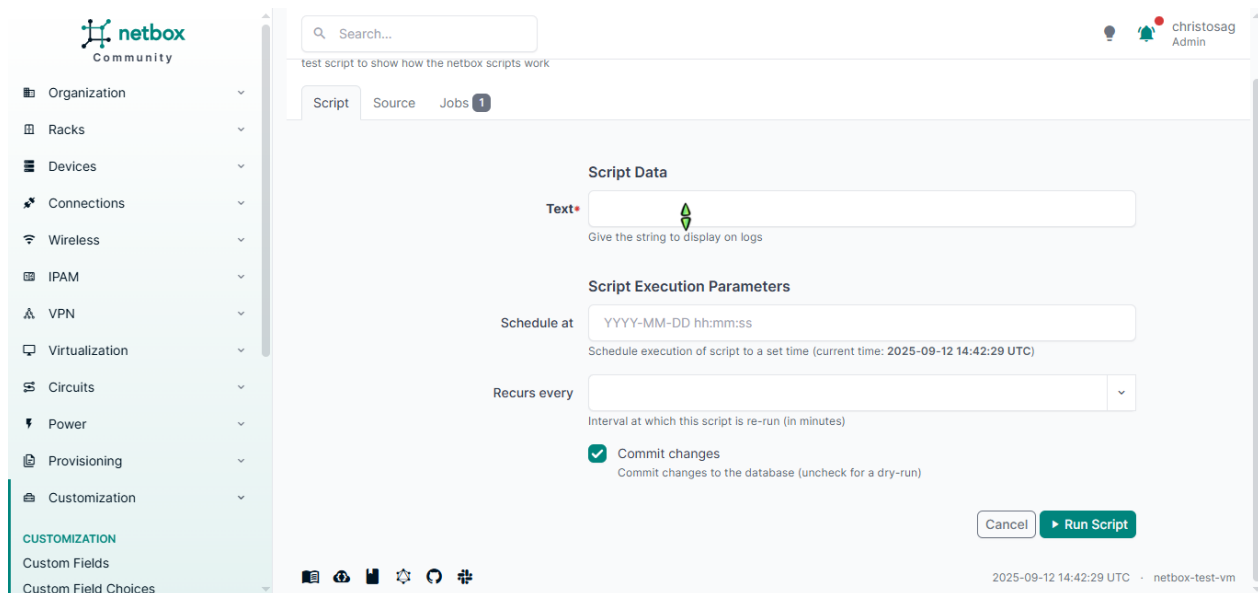 netbox
Community
Organization
Racks
Devices
Connections
Wireless
IPAM
VPN
Virtualization
Circuits
Power
Provisioning
Customization
CUSTOMIZATION
Custom Fields
Custom Field Choices
Search...
christosag
Admin
test script to show how the netbox scripts work
Script Source Jobs 1
Script Data
Text*
Give the string to display on logs
Script Execution Parameters
Schedule at YYYY-MM-DD hh:mm:ss
Schedule execution of script to a set time (current time: 2025-09-12 14:42:29 UTC)
Recurs every
Interval at which this script is re-run (in minutes)
Commit changes
Commit changes to the database (uncheck for a dry-run)
Cancel Run Script
2025-09-12 14:42:29 UTC · netbox-test-vm